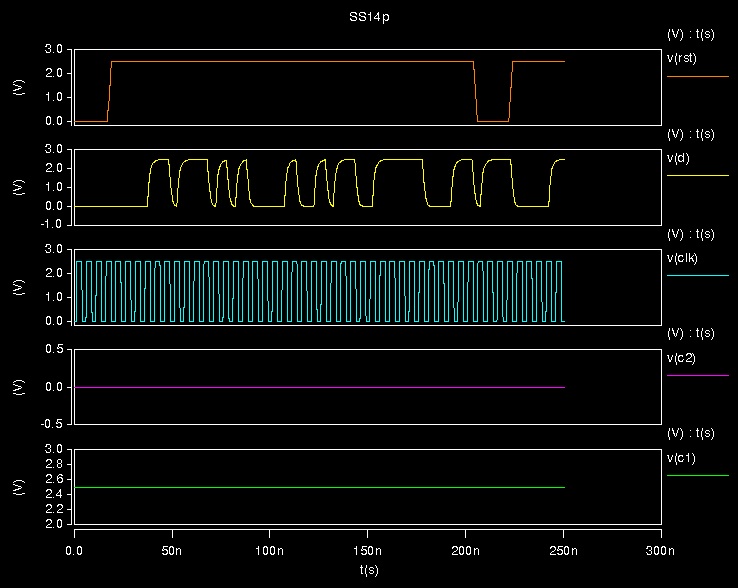 SS14p
(V) : t(s)
v(rst)
3.0
2.0
1.0
0.0
(V)
(V) : t(s)
v(d)
3.0
2.0
1.0
0.0
-1.0
(V)
(V) : t(s)
v(clk)
3.0
2.0
1.0
0.0
(V)
(V) : t(s)
v(c2)
0.5
0.0
-0.5
(V)
(V) : t(s)
v(c1)
3.0
2.8
2.6
2.4
2.2
2.0
(V)
0.0 50n 100n 150n 200n 250n 300n
t(s)